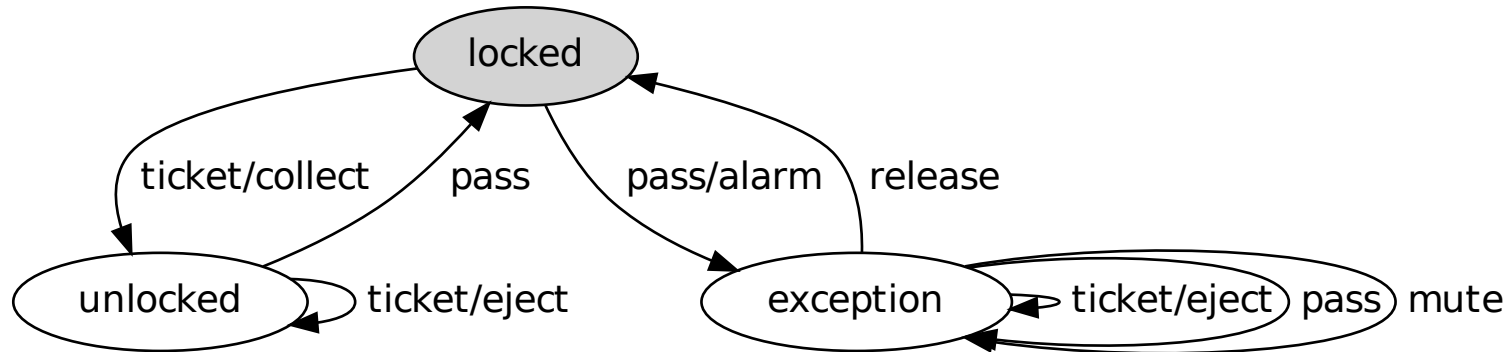 locked
ticket/collect
pass
pass/alarm
release
unlocked
ticket/eject
exception
ticket/eject
pass
mute